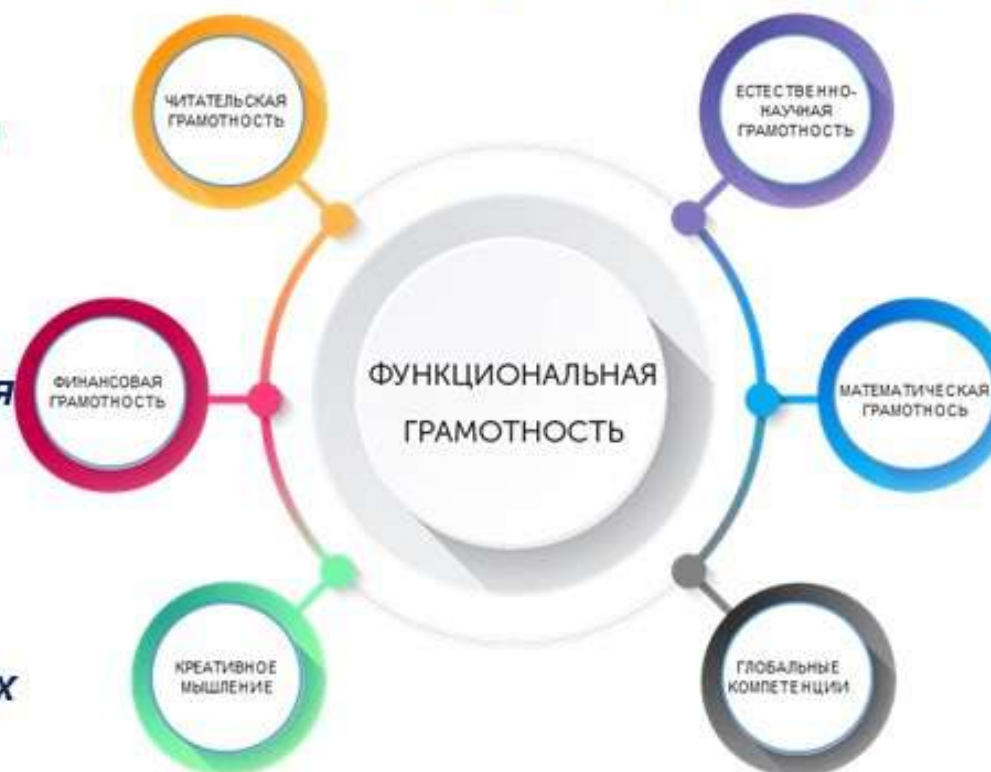 ЧИТАТЕЛЬСКАЯ
ГРАМОТНОСТЬ
ЕСТЕСТВЕННО-
НАУЧНАЯ
ГРАМОТНОСТЬ
Я
ФИНАНСОВАЯ
ГРАМОТНОСТЬ
ФУНКЦИОНАЛЬНАЯ
ГРАМОТНОСТЬ
МАТЕМАТИЧЕСКАЯ
ГРАМОТНОСЬ
Х
КРЕАТИВНОЕ
МЫШЛЕНИЕ
ГЛОБАЛЬНЫЕ
КОМПЕТЕНЦИИ